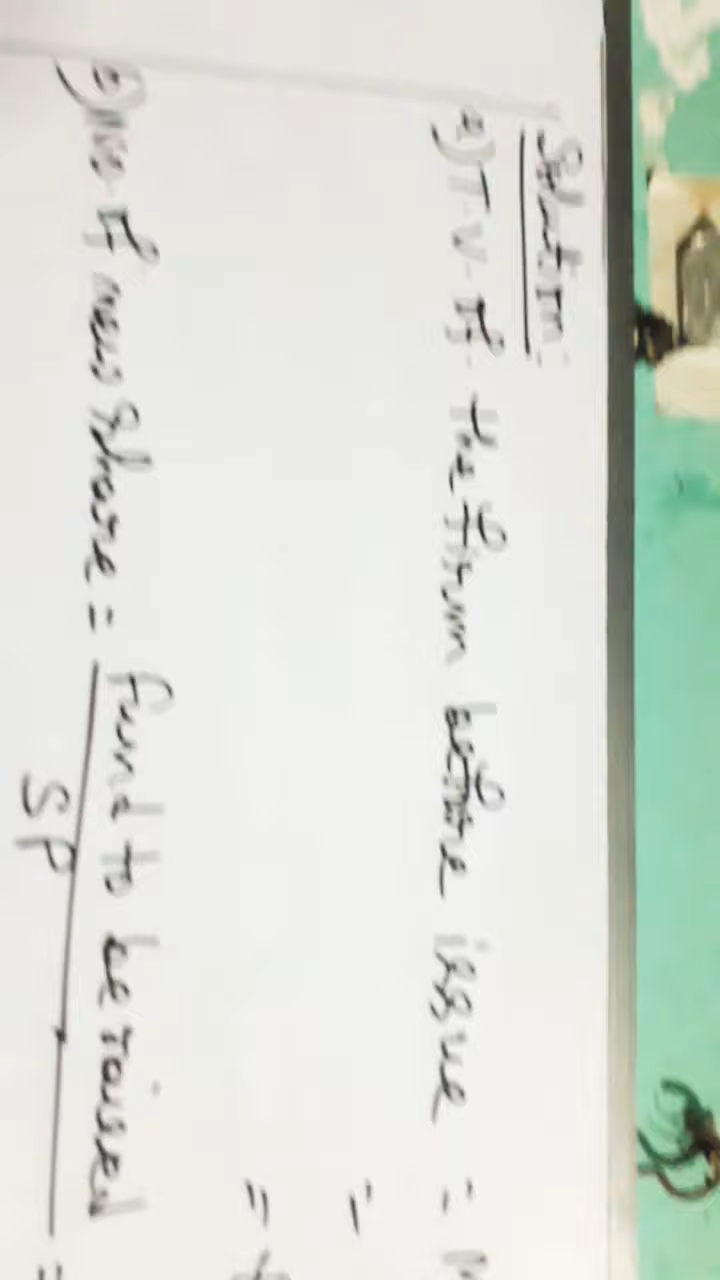 Solution:
a) T.V. of the firm before issue =
=
=
b) No. of new share = Fund to be raised =
SP